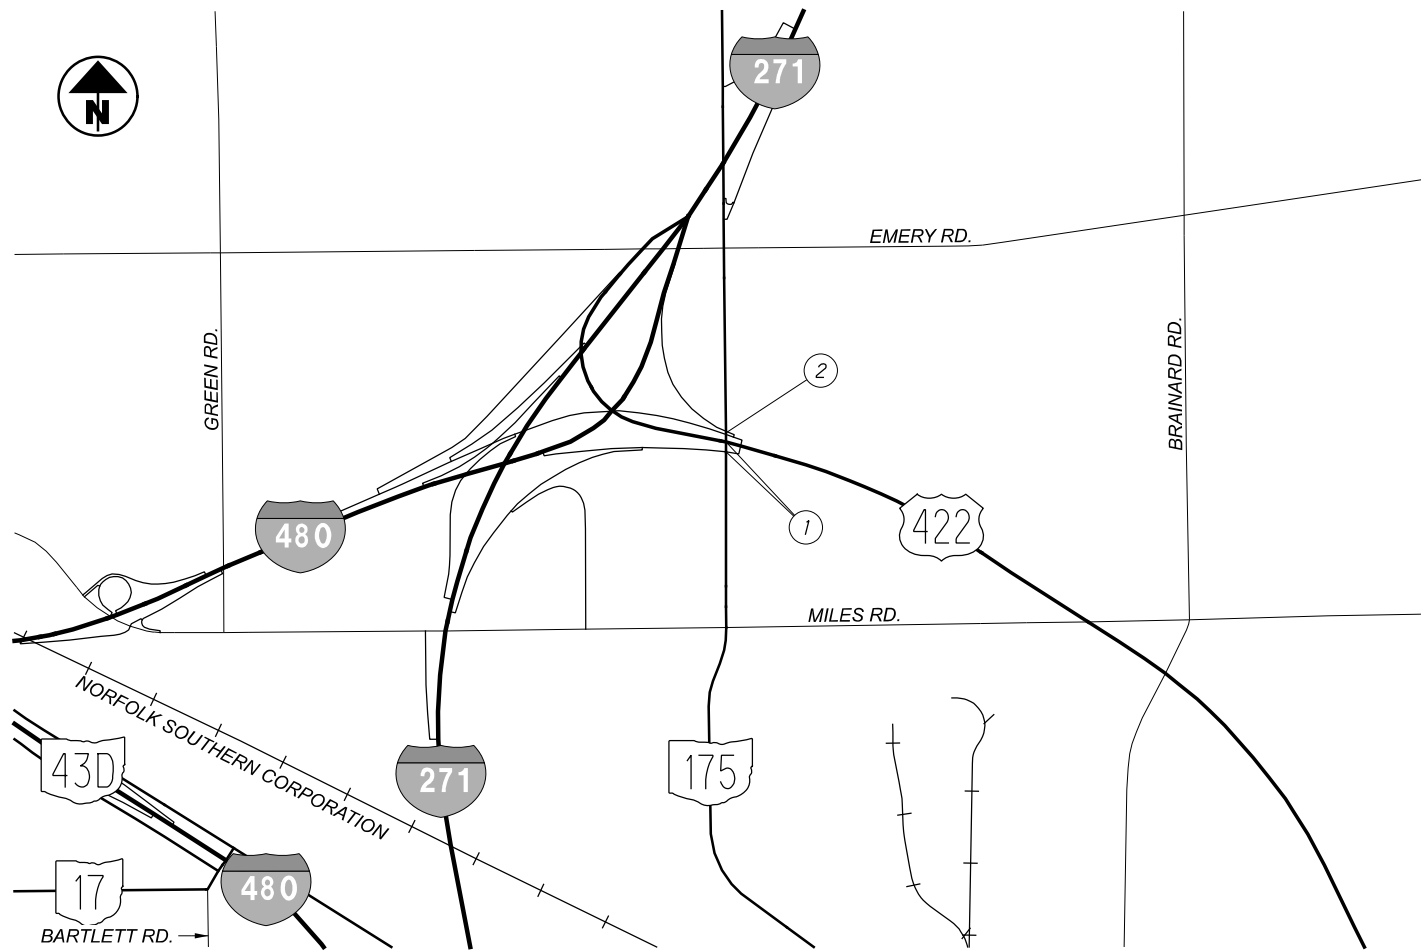 271
N
EMERY RD.
GREEN RD.
BRAINARD RD.
2
480
422
1
MILES RD.
NORFOLK SOUTHERN CORPORATION
43D
271
175
17
480
BARTLETT RD.